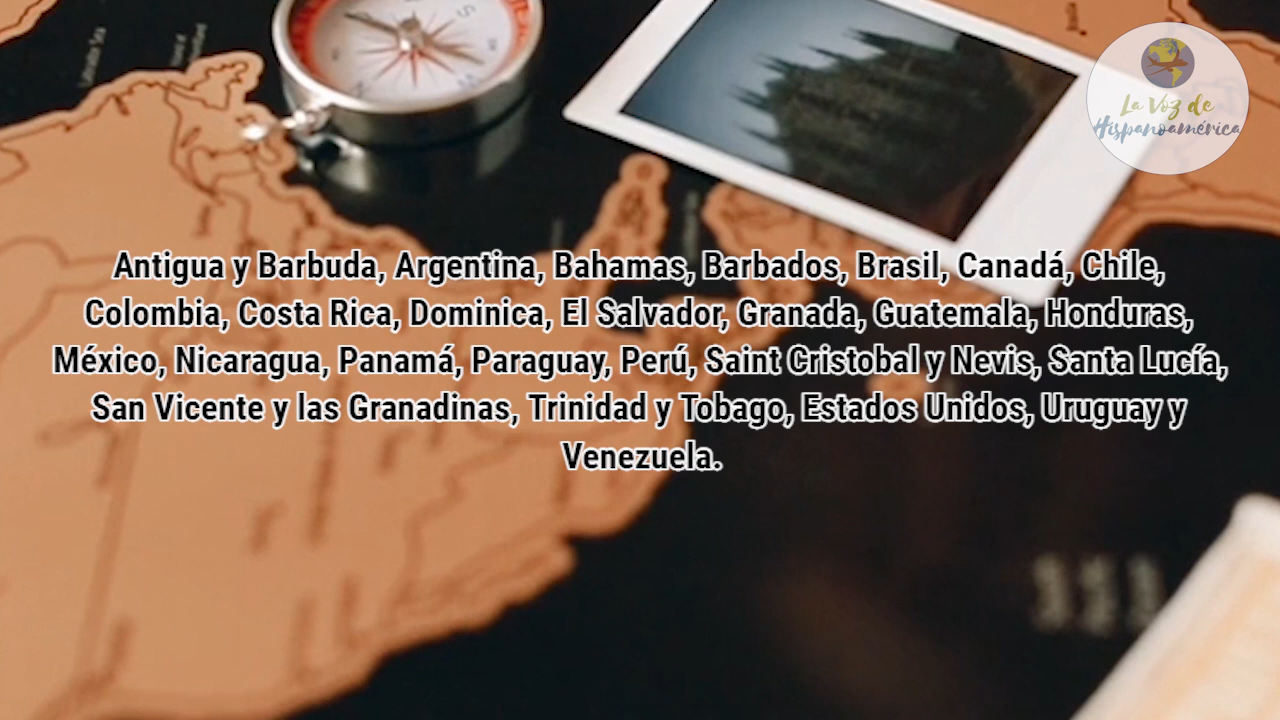 La Voz de
Hispanoamérica
Antigua y Barbuda, Argentina, Bahamas, Barbados, Brasil, Canadá, Chile,
Colombia, Costa Rica, Dominica, El Salvador, Granada, Guatemala, Honduras,
México, Nicaragua, Panamá, Paraguay, Perú, Saint Cristobal y Nevis, Santa Lucía,
San Vicente y las Granadinas, Trinidad y Tobago, Estados Unidos, Uruguay y
Venezuela.